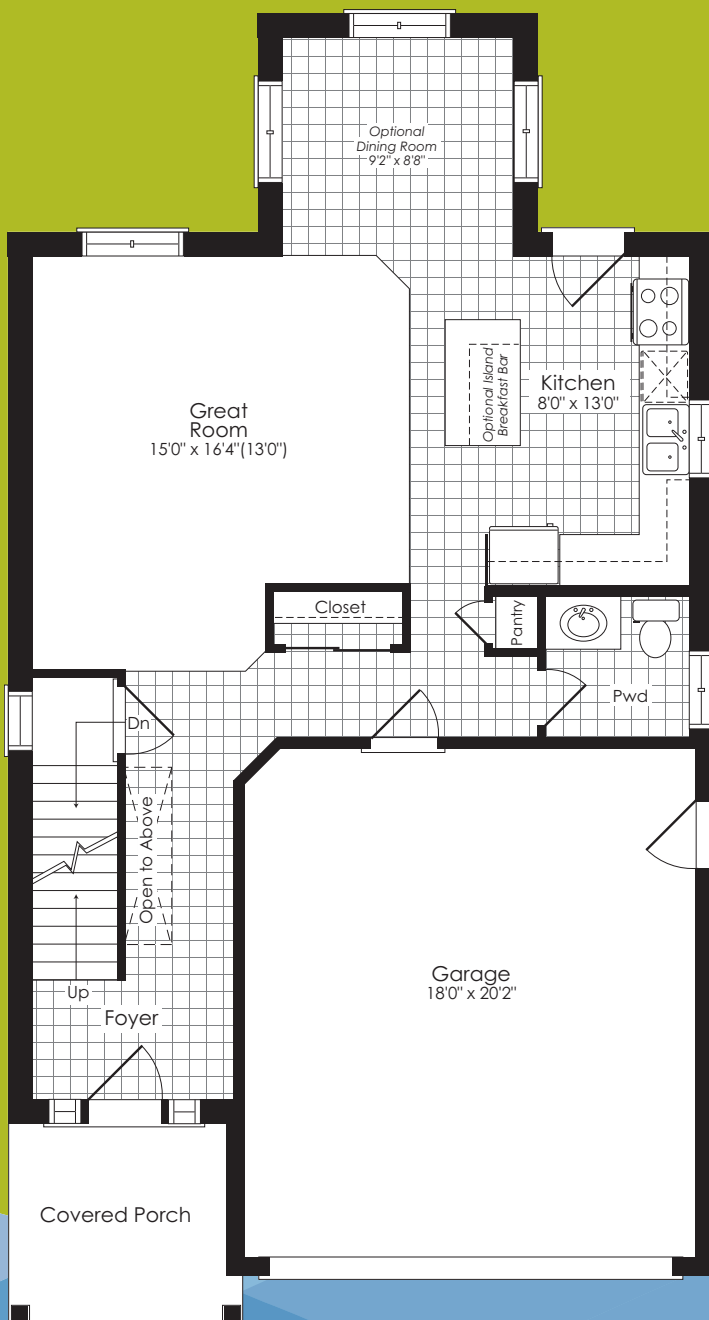 Optional
Dining Room
9'2" x 8'8"
Great
Room
15'0" x 16'4"(13'0")
Optional Island
Breakfast Bar
Kitchen
8'0" x 13'0"
Closet
Pantry
Pwd
Dn
Open to Above
Up
Foyer
Garage
18'0" x 20'2"
Covered Porch